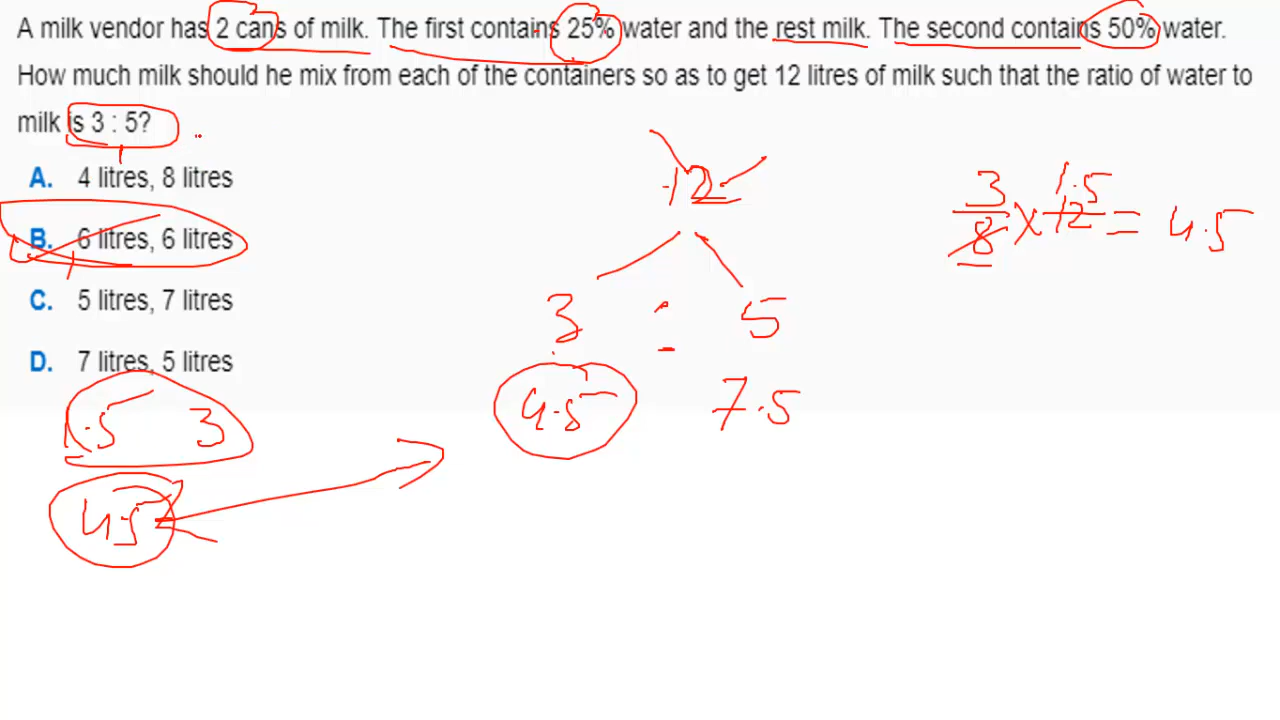 A milk vendor has 2 cans of milk. The first contains 25% water and the rest milk. The second contains 50% water.
How much milk should he mix from each of the containers so as to get 12 litres of milk such that the ratio of water to
milk is 3 : 5?
A. 4 litres, 8 litres
B. 6 litres, 6 litres
C. 5 litres, 7 litres
D. 7 litres, 5 litres
12
3 : 5
4.5 7.5
3/8 × 12 = 4.5
1.5
1.5 3
4.5